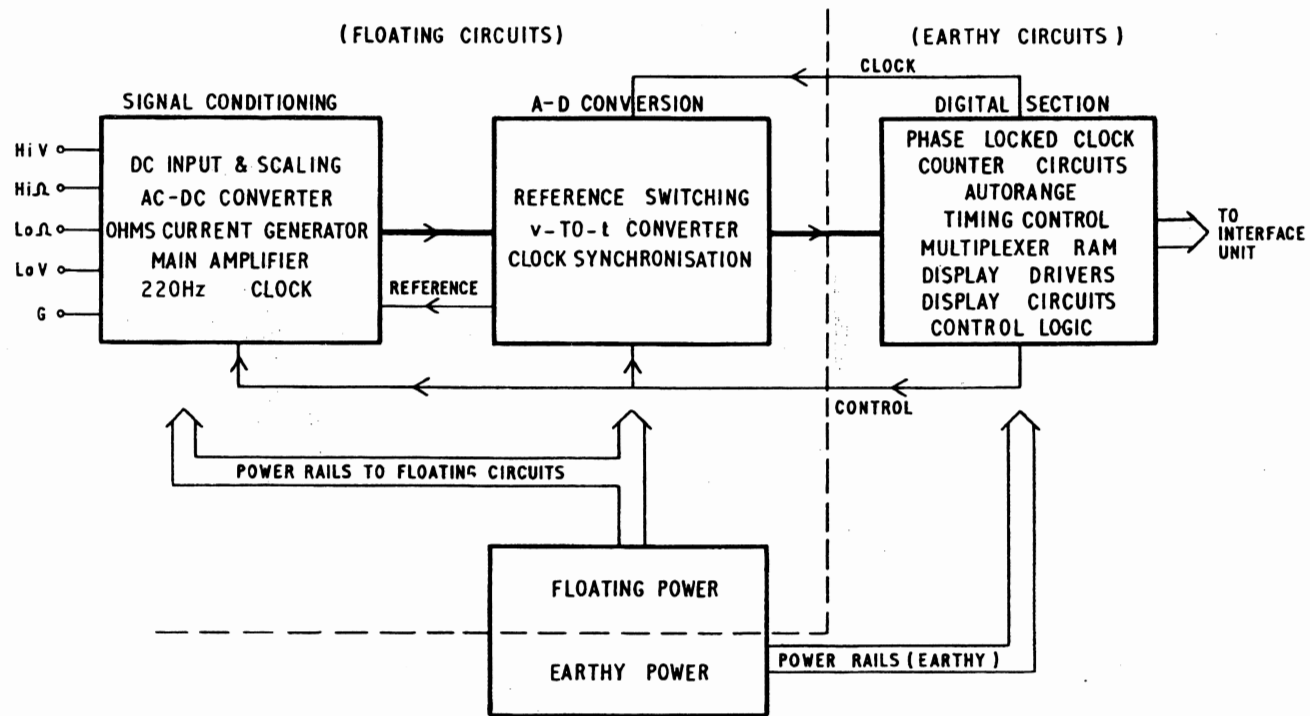 (FLOATING CIRCUITS)
(EARTHY CIRCUITS)
CLOCK
SIGNAL CONDITIONING
A-D CONVERSION
DIGITAL SECTION
Hi V
Hi Ω
Lo Ω
Lo V
G
DC INPUT & SCALING
AC-DC CONVERTER
OHMS CURRENT GENERATOR
MAIN AMPLIFIER
220Hz CLOCK
REFERENCE
REFERENCE SWITCHING
v-TO-t CONVERTER
CLOCK SYNCHRONISATION
PHASE LOCKED CLOCK
COUNTER CIRCUITS
AUTORANGE
TIMING CONTROL
MULTIPLEXER RAM
DISPLAY DRIVERS
DISPLAY CIRCUITS
CONTROL LOGIC
TO
INTERFACE
UNIT
CONTROL
POWER RAILS TO FLOATING CIRCUITS
FLOATING POWER
EARTHY POWER
POWER RAILS (EARTHY)